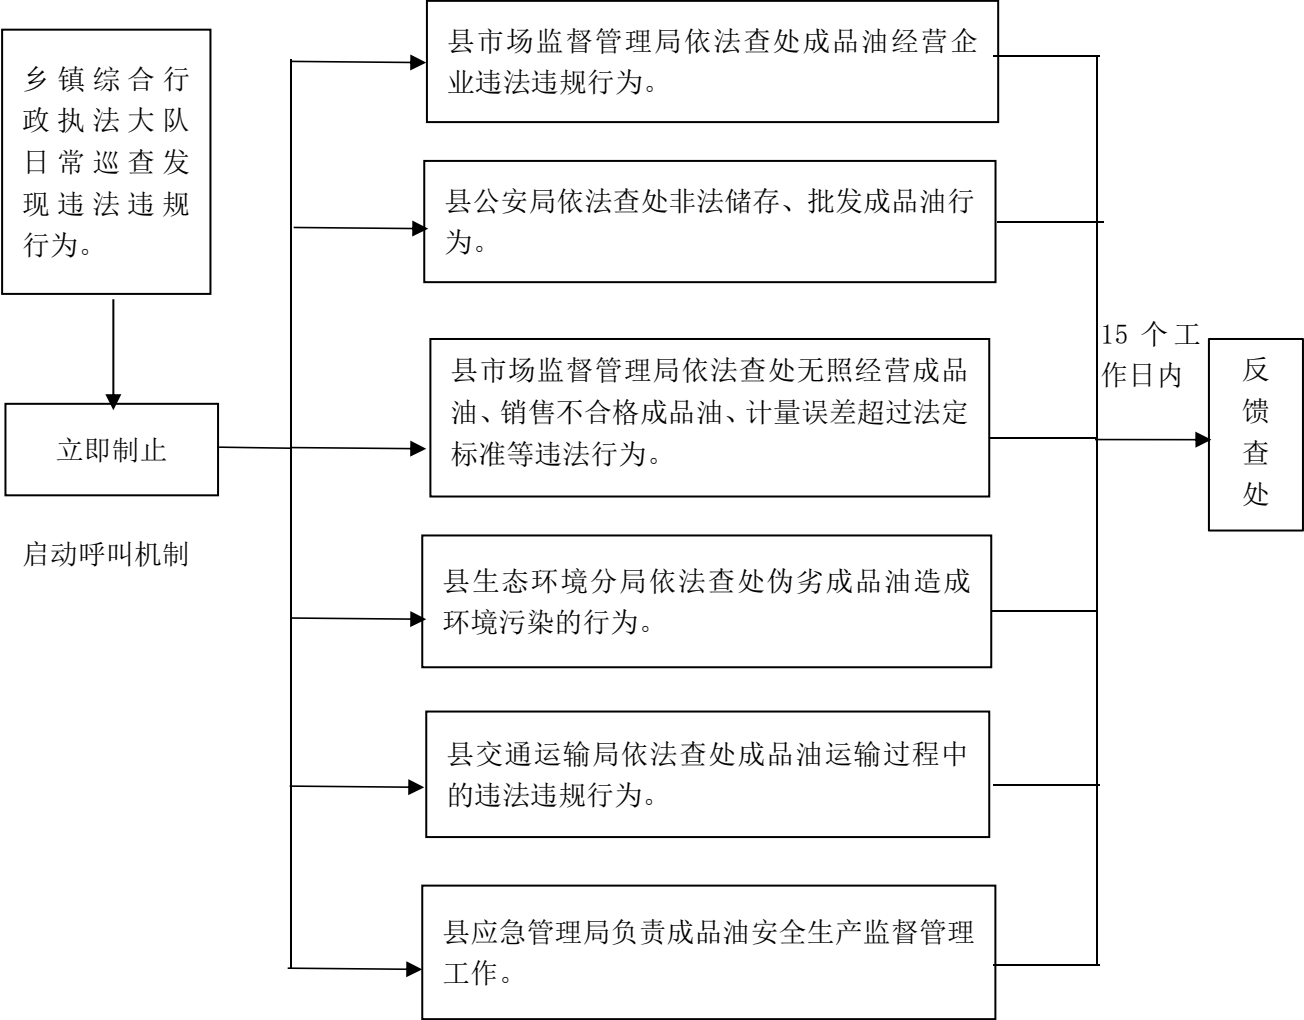 乡镇综合行
政执法大队
日常巡查发
现违法违规
行为。
立即制止
启动呼叫机制
县市场监督管理局依法查处成品油经营企
业违法违规行为。
县公安局依法查处非法储存、批发成品油行
为。
县市场监督管理局依法查处无照经营成品
油、销售不合格成品油、计量误差超过法定
标准等违法行为。
县生态环境分局依法查处伪劣成品油造成
环境污染的行为。
县交通运输局依法查处成品油运输过程中
的违法违规行为。
县应急管理局负责成品油安全生产监督管理
工作。
15 个工
作日内
反
馈
查
处